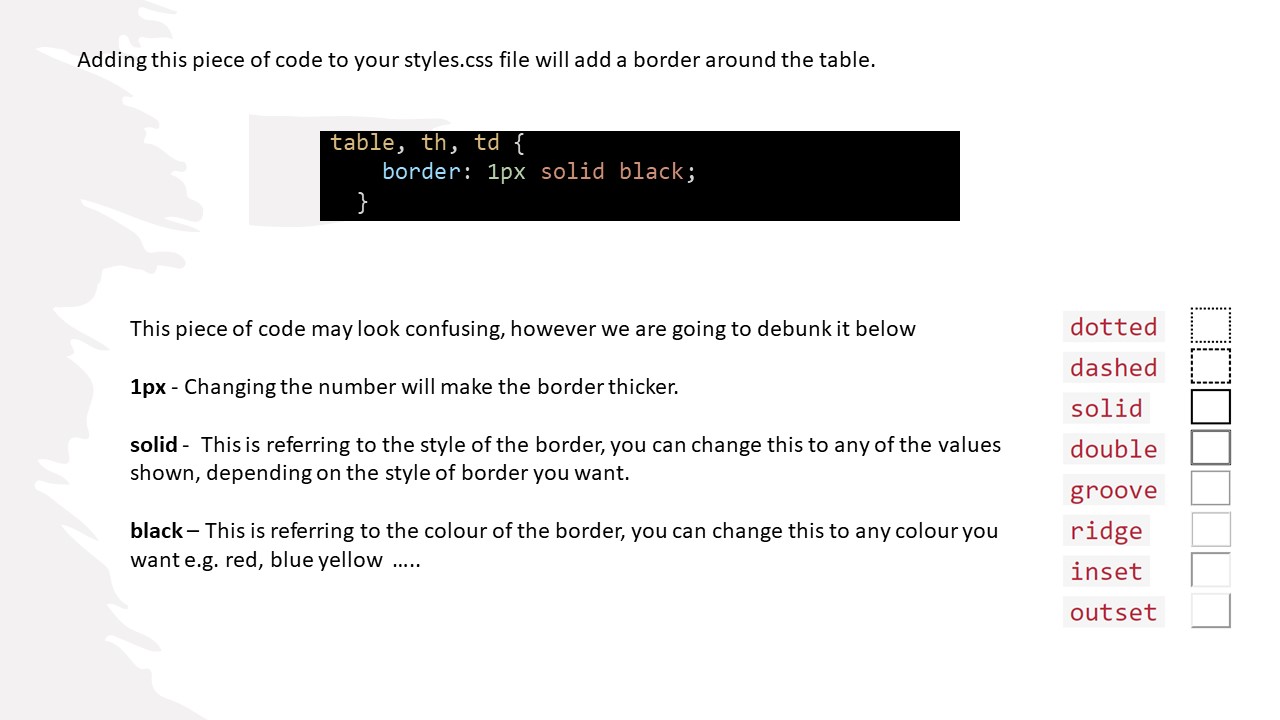 Adding this piece of code to your styles.css file will add a border around the table.
table, th, td {
border: 1px solid black;
}
This piece of code may look confusing, however we are going to debunk it below
1px - Changing the number will make the border thicker.
solid - This is referring to the style of the border, you can change this to any of the values
shown, depending on the style of border you want.
black – This is referring to the colour of the border, you can change this to any colour you
want e.g. red, blue yellow …..
dotted
dashed
solid
double
groove
ridge
inset
outset